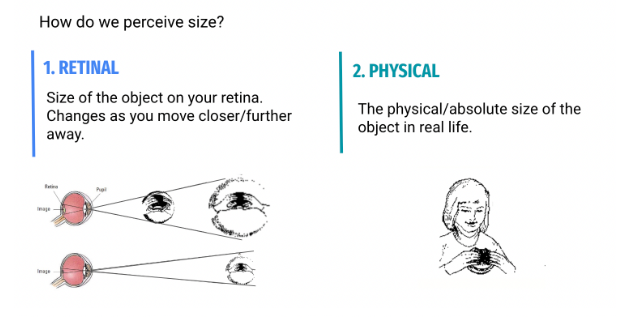 How do we perceive size?
1. RETINAL
Size of the object on your retina.
Changes as you move closer/further
away.
2. PHYSICAL
The physical/absolute size of the
object in real life.
Retina
Pupil
Image
Image